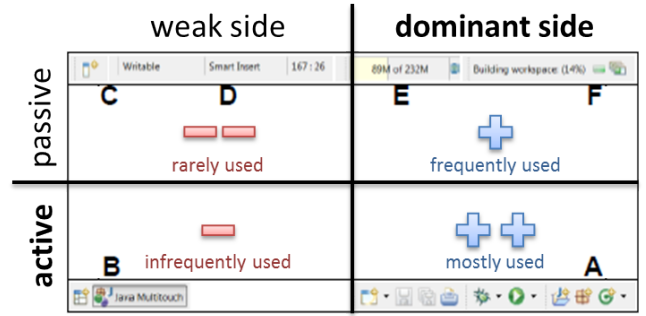 weak side dominant side
passive
Writable Smart Insert 167 : 26 89M of 232M Building workspace: (14%)
C D E F
rarely used frequently used
active
B infrequently used mostly used A
Java Multitouch